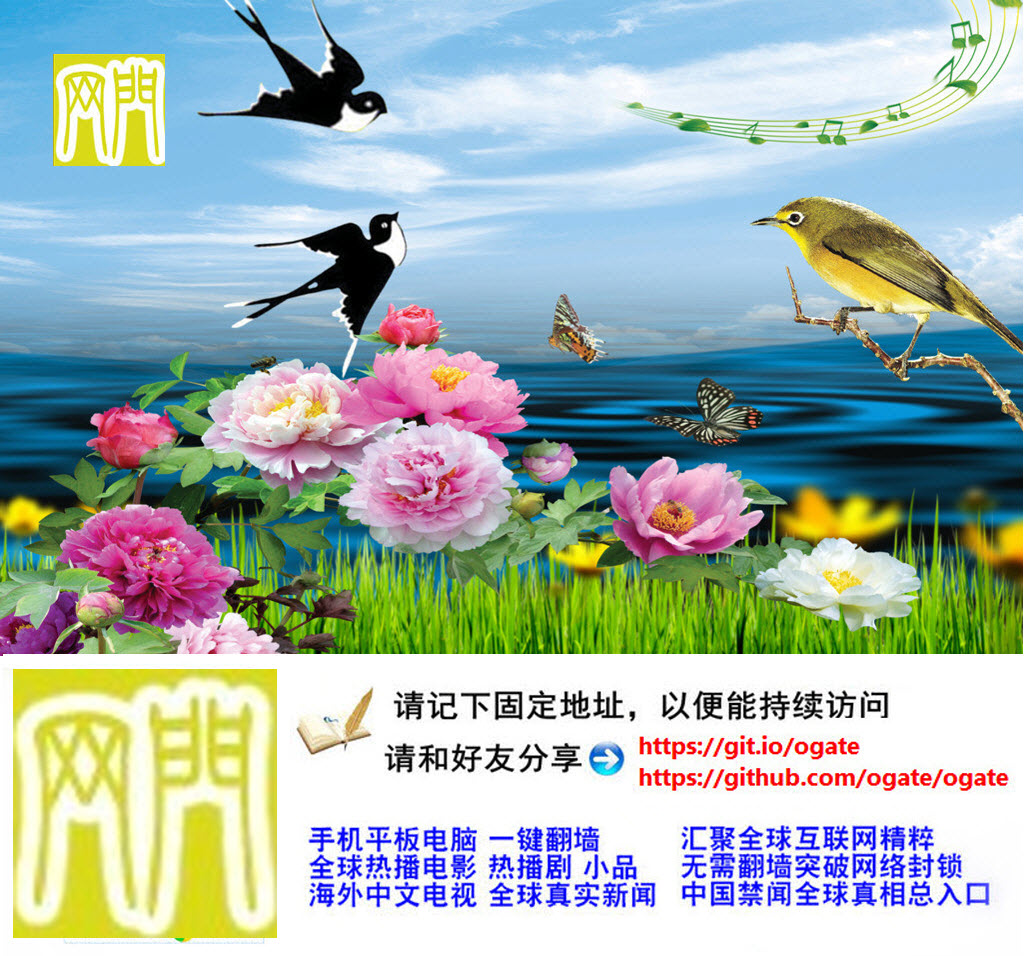 网門
网門
请记下固定地址，以便能持续访问
请和好友分享
https://git.io/ogate
https://github.com/ogate/ogate
手机平板电脑 一键翻墙
全球热播电影 热播剧 小品
海外中文电视 全球真实新闻
汇聚全球互联网精粹
无需翻墙突破网络封锁
中国禁闻全球真相总入口